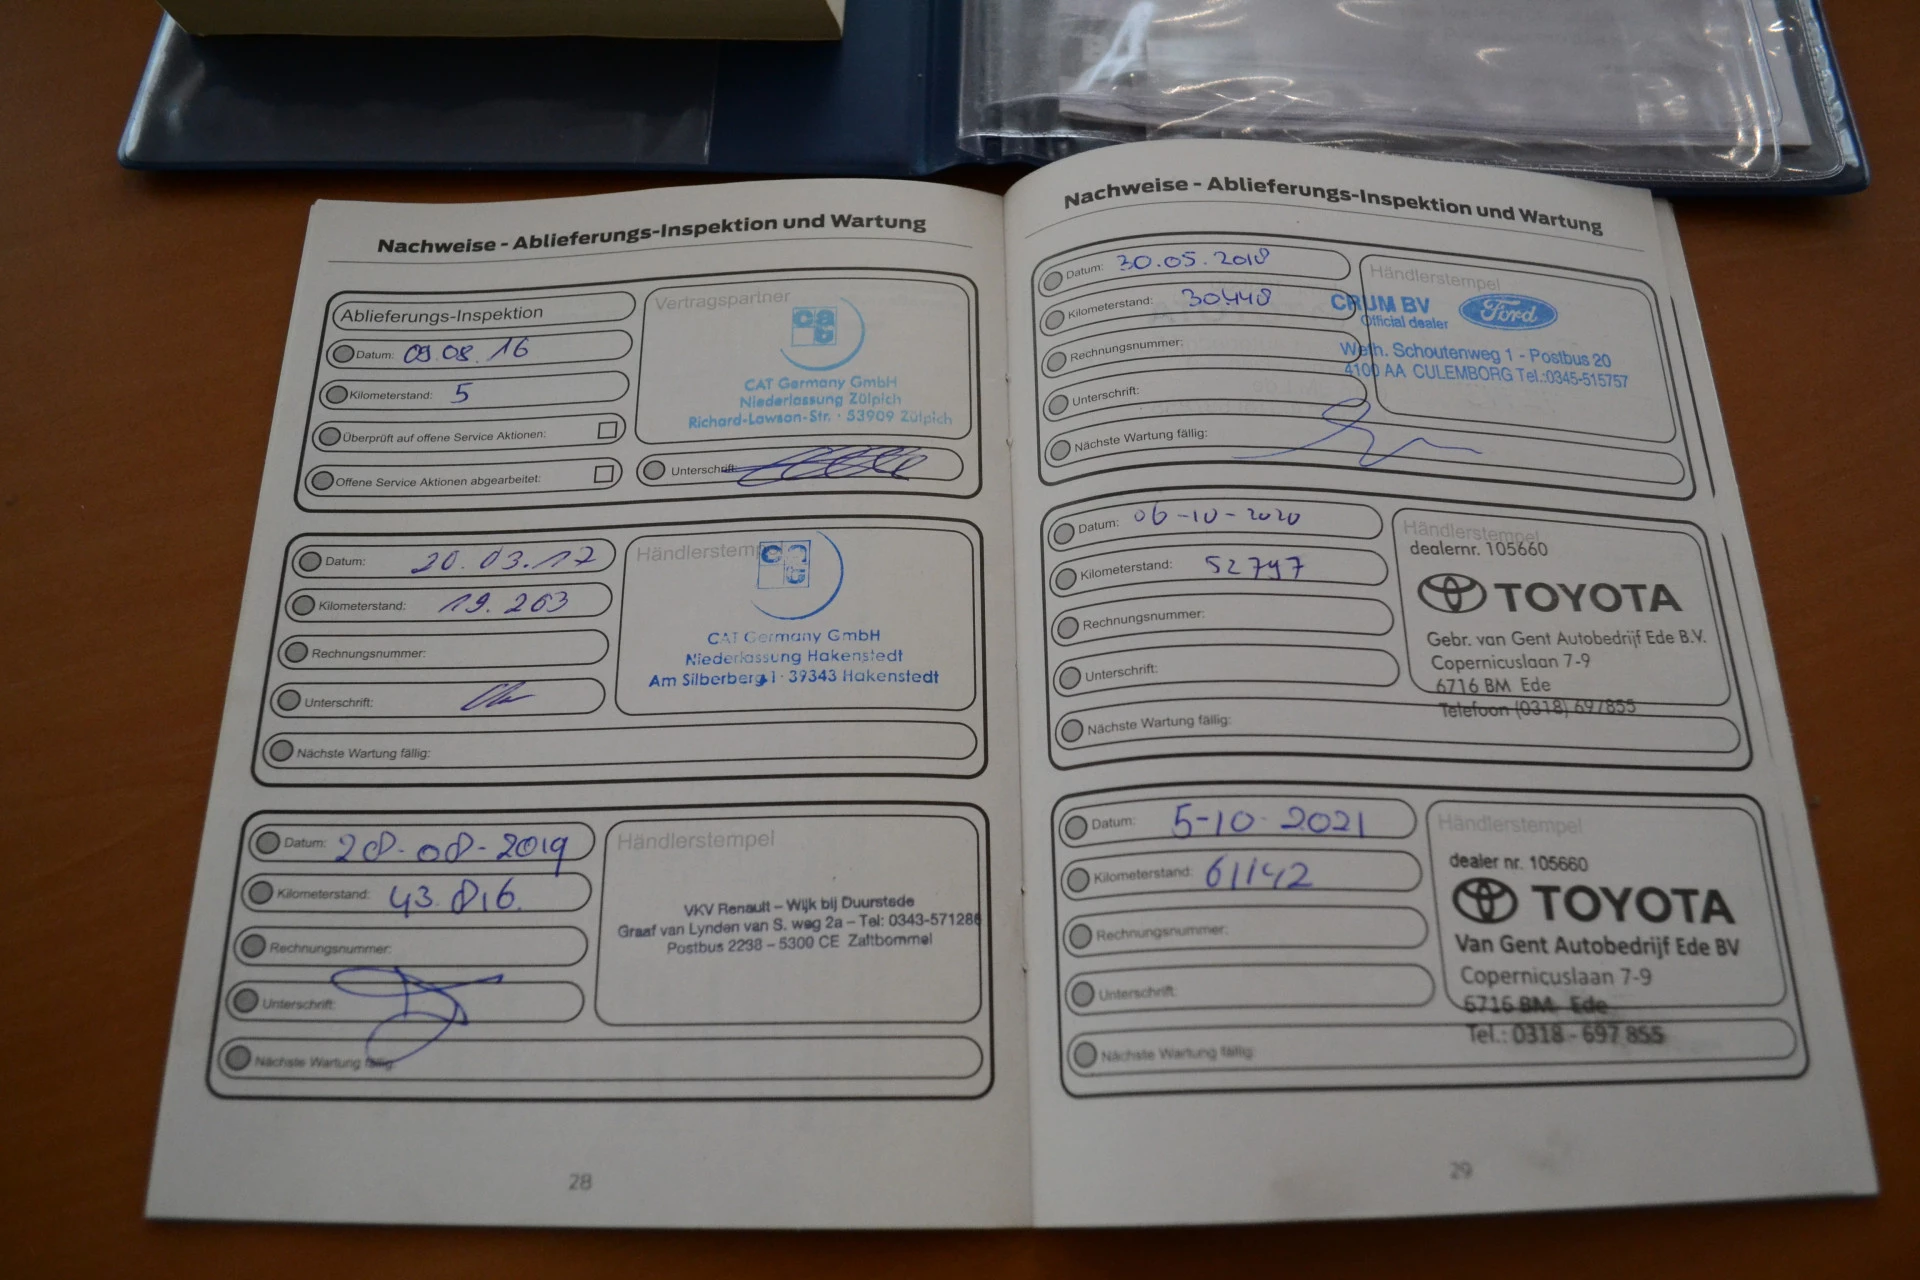 Nachweise - Ablieferungs-Inspektion und Wartung
Ablieferungs-Inspektion
Datum: 09.08.16
Kilometerstand: 5
Überprüft auf offene Service Aktionen:
Offene Service Aktionen abgearbeitet:
Vertragspartner
CAT Germany GmbH
Niederlassung Zülpich
Richard-Lawson-Str. · 53909 Zülpich
Unterschrift:
Datum: 20.03.17
Kilometerstand: 19.263
Rechnungsnummer:
Unterschrift:
Nächste Wartung fällig:
Händlerstempel
CAT Germany GmbH
Niederlassung Hakenstedt
Am Silberberg 1 · 39343 Hakenstedt
Datum: 28-08-2019
Kilometerstand: 43.816.
Rechnungsnummer:
Unterschrift:
Nächste Wartung fällig:
Händlerstempel
VKV Renault – Wijk bij Duurstede
Graaf van Lynden van S. weg 2a – Tel: 0343-571286
Postbus 2238 – 5300 CE Zaltbommel
28
Nachweise - Ablieferungs-Inspektion und Wartung
Datum: 30.05.2018
Kilometerstand: 30448
Rechnungsnummer:
Unterschrift:
Nächste Wartung fällig:
Händlerstempel
CRUM BV
Official dealer
Ford
Weth. Schoutenweg 1 - Postbus 20
4100 AA CULEMBORG Tel.:0345-515757
Datum: 06-10-2020
Kilometerstand: 52797
Rechnungsnummer:
Unterschrift:
Nächste Wartung fällig:
Händlerstempel
dealernr. 105660
TOYOTA
Gebr. van Gent Autobedrijf Ede B.V.
Copernicuslaan 7-9
6716 BM Ede
Telefoon (0318) 697855
Datum: 5-10-2021
Kilometerstand: 61142
Rechnungsnummer:
Unterschrift:
Nächste Wartung fällig:
Händlerstempel
dealer nr. 105660
TOYOTA
Van Gent Autobedrijf Ede BV
Copernicuslaan 7-9
6716 BM Ede
Tel.: 0318 - 697 855
29